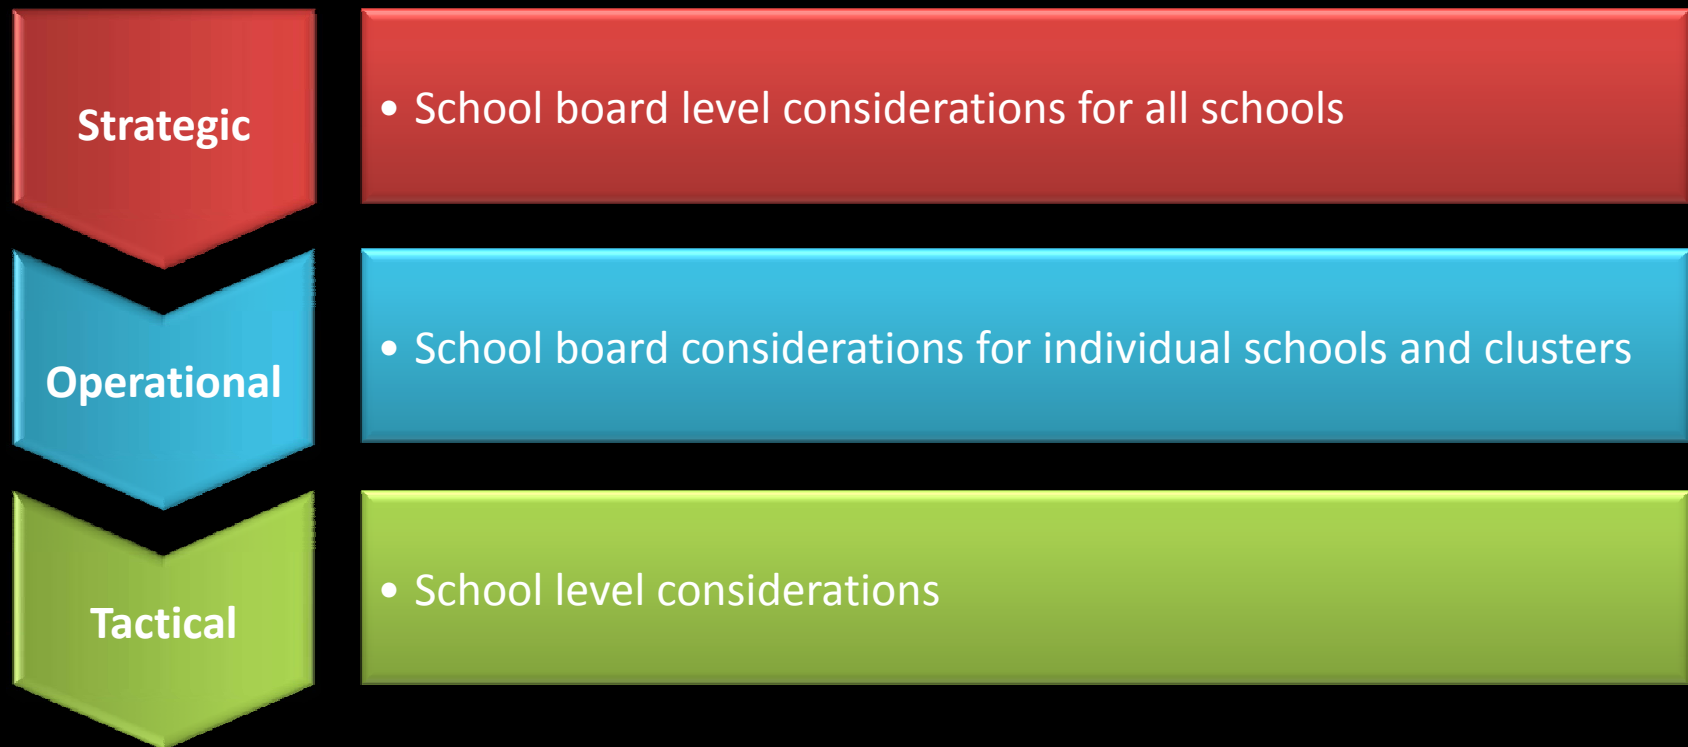 Strategic
• School board level considerations for all schools
Operational
• School board considerations for individual schools and clusters
Tactical
• School level considerations